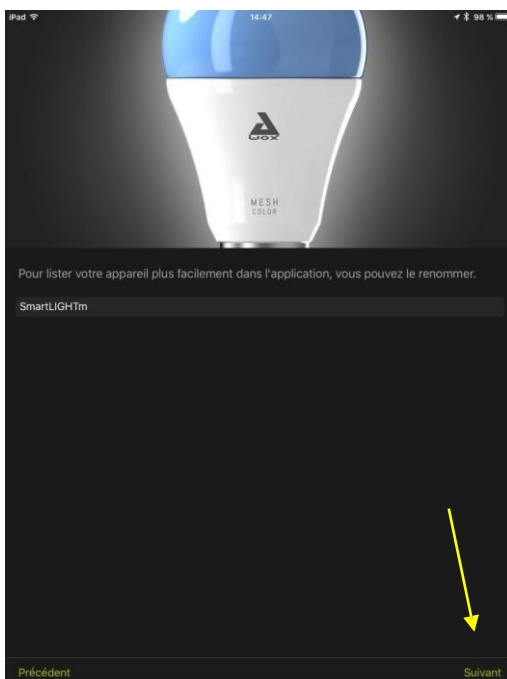 iPad 14:47 98 %
AWOX
MESH
COLOR
Pour lister votre appareil plus facilement dans l'application, vous pouvez le renommer.
SmartLIGHTm
Précédent Suivant